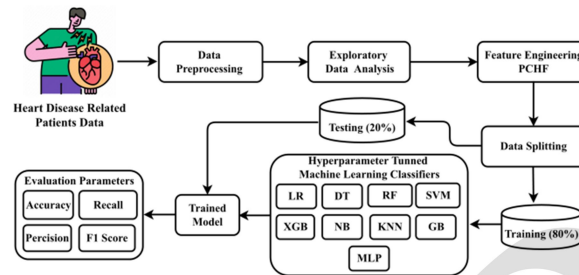 Data
Preprocessing
Exploratory
Data Analysis
Feature Engineering
PCHF
Heart Disease Related
Patients Data
Testing (20%)
Data Splitting
Hyperparameter Tunned
Machine Learning Classifiers
LR DT RF SVM
XGB NB KNN GB
MLP
Training (80%)
Trained
Model
Evaluation Parameters
Accuracy Recall
Percision F1 Score